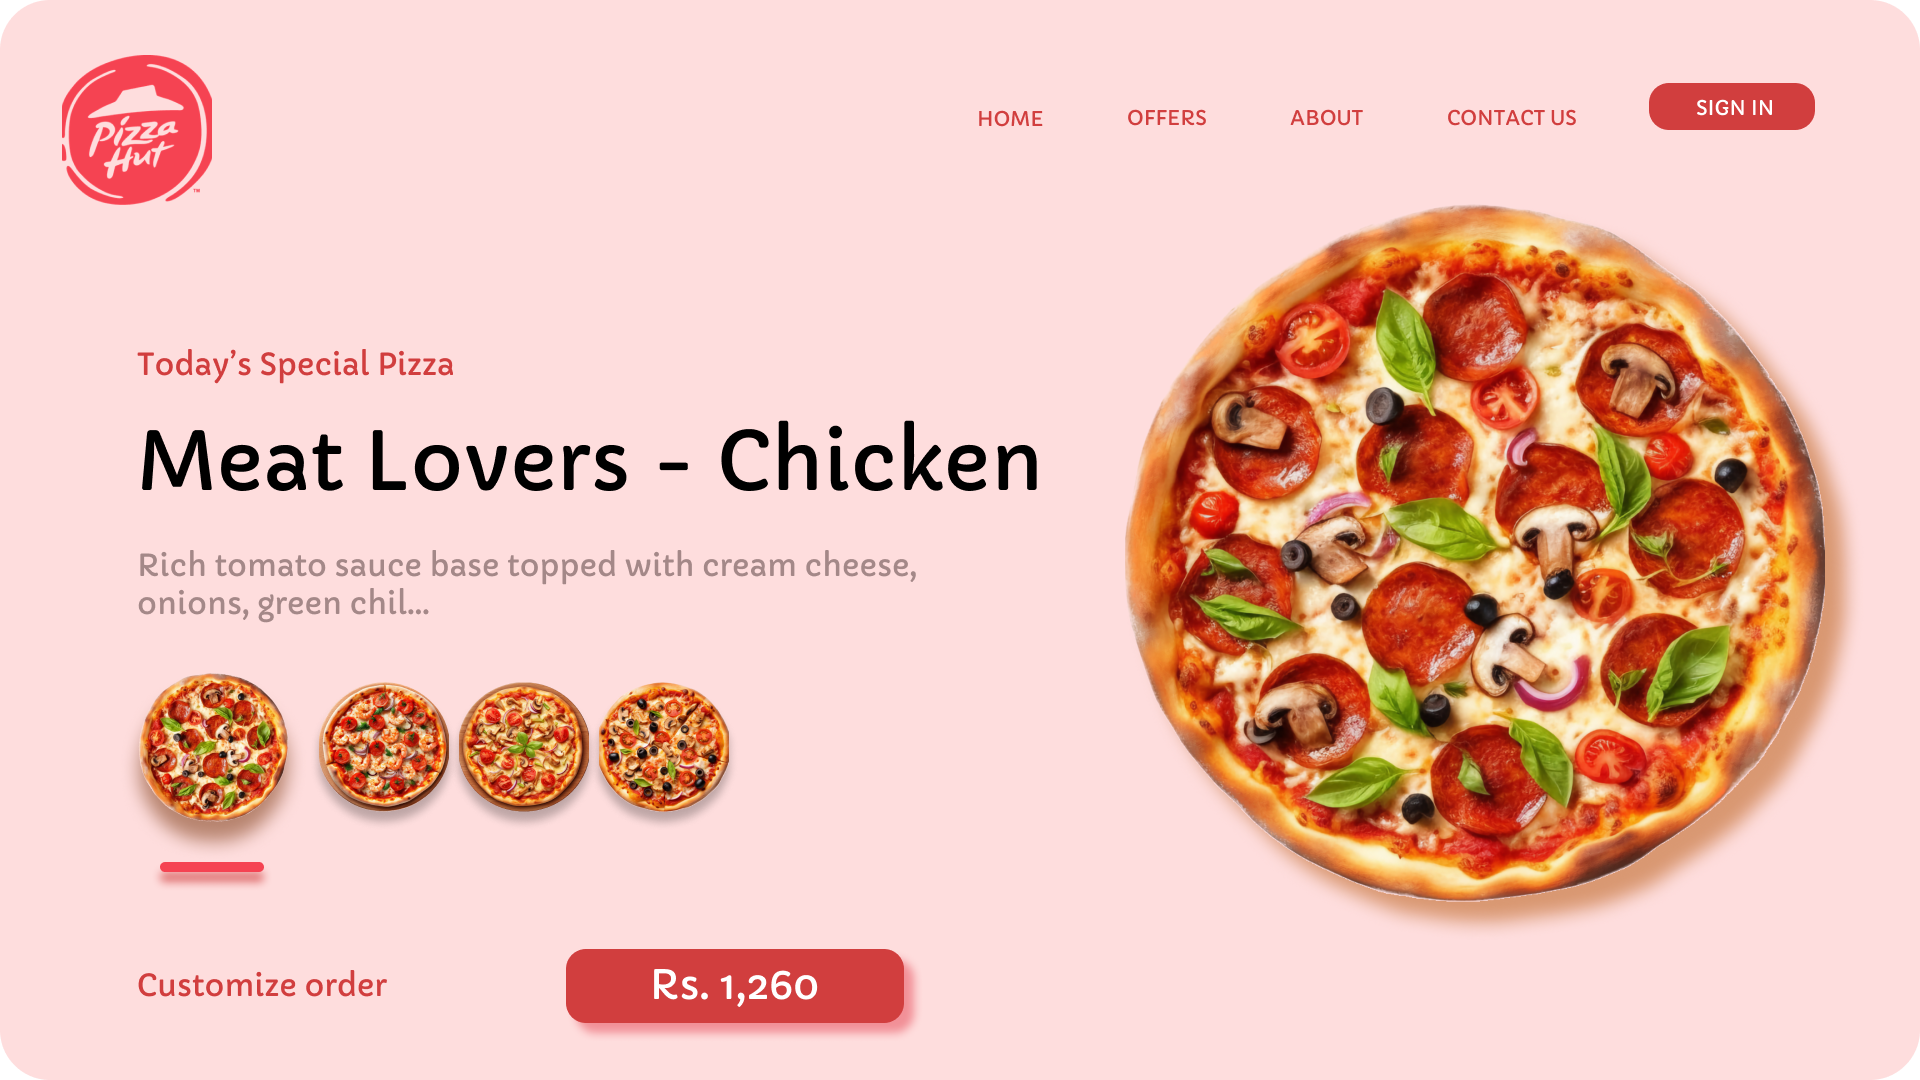 Pizza
Hut
™
HOME
OFFERS
ABOUT
CONTACT US
SIGN IN
Today’s Special Pizza
Meat Lovers - Chicken
Rich tomato sauce base topped with cream cheese,
onions, green chil...
Customize order
Rs. 1,260